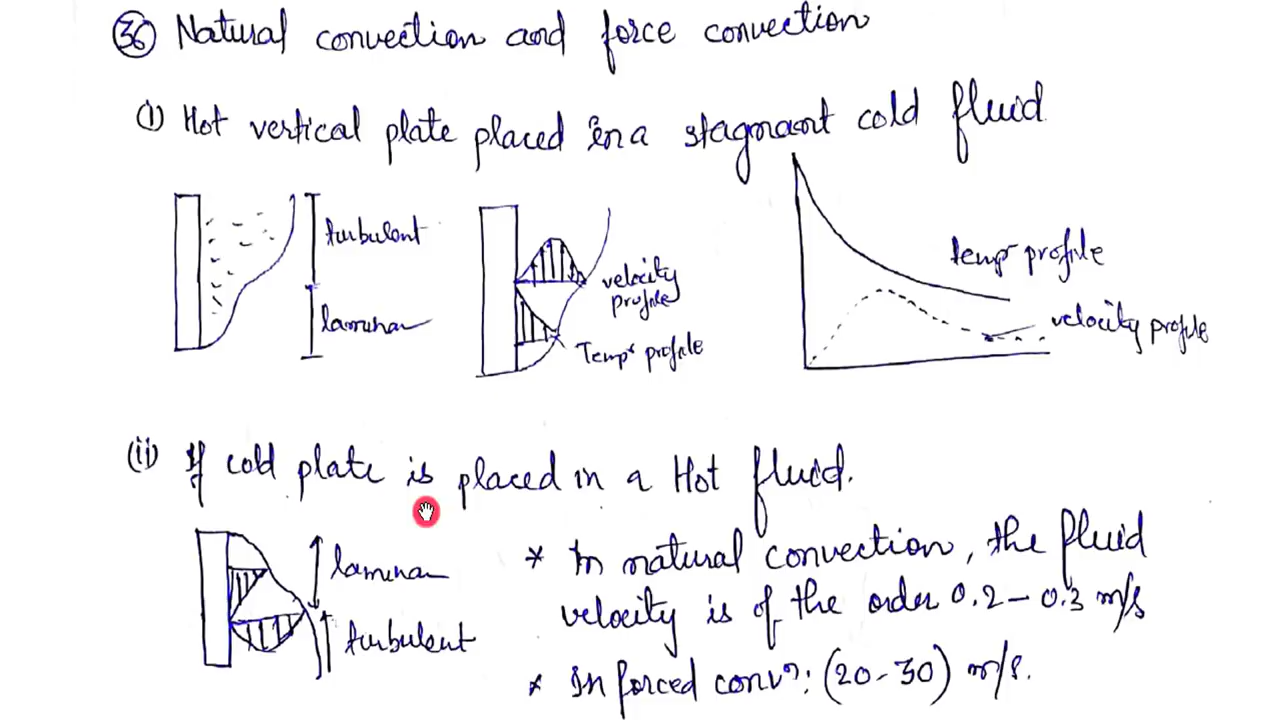 36 Natural convection and force convection
(i) Hot vertical plate placed in a stagnant cold fluid
turbulent
laminar
velocity
profile
Tempr profile
tempr profile
velocity profile
(ii) If cold plate is placed in a Hot fluid.
laminar
turbulent
* In natural convection, the fluid
velocity is of the order 0.2 - 0.3 m/s
* In forced convn: (20 - 30) m/s.